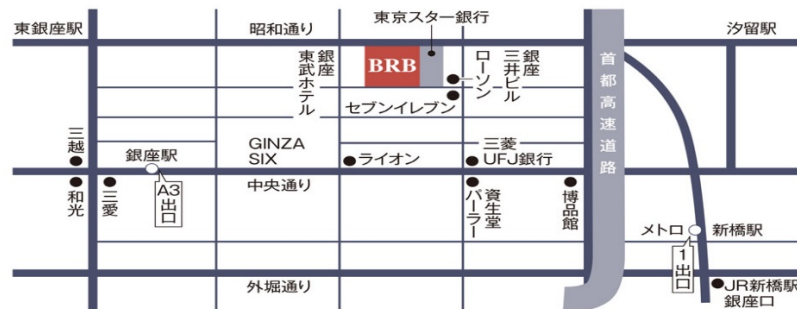 東京スター銀行
東銀座駅
昭和通り
汐留駅
銀座
東武ホテル
BRB
ローソン
銀座
三井ビル
首都高速道路
セブンイレブン
三越
銀座駅
GINZA
SIX
ライオン
三菱
UFJ銀行
中央通り
和光
三愛
A3出口
資生堂
パーラー
博品館
メトロ
新橋駅
1出口
外堀通り
JR新橋駅
銀座口